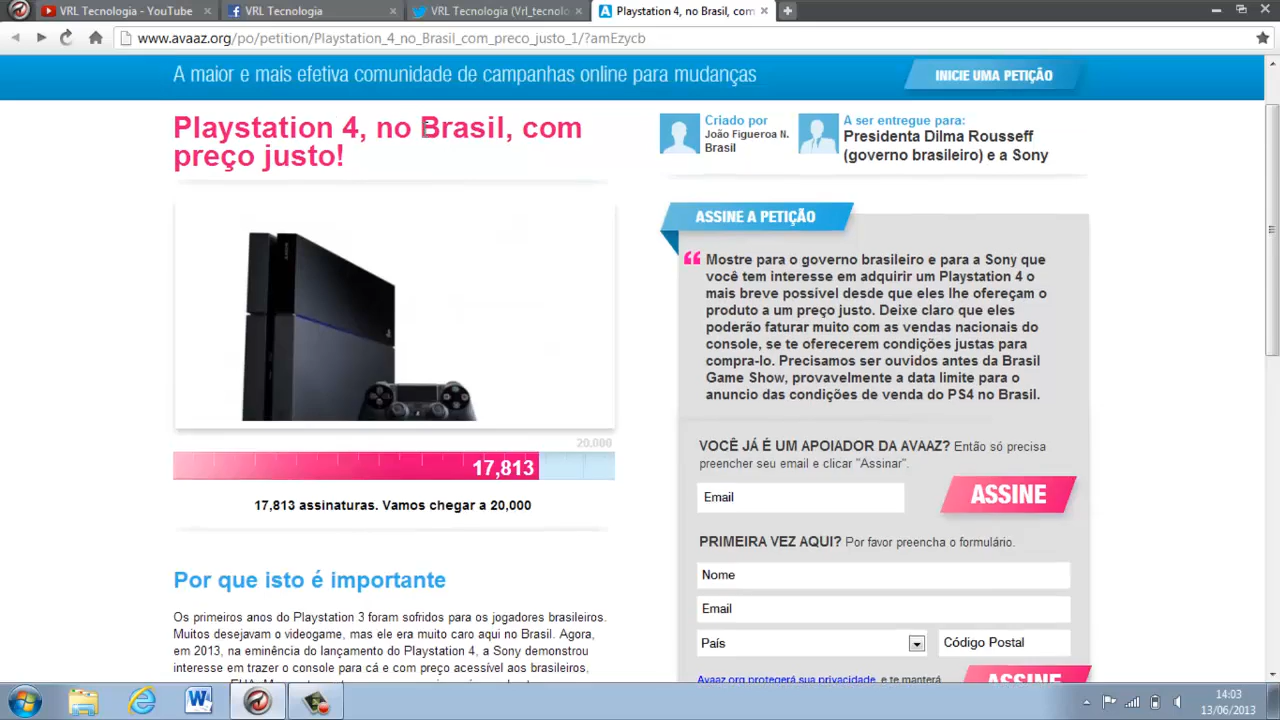 VRL Tecnologia - YouTube
VRL Tecnologia
VRL Tecnologia (Vrl_tecnolo
Playstation 4, no Brasil, com
www.avaaz.org/po/petition/Playstation_4_no_Brasil_com_preco_justo_1/?amEzycb
A maior e mais efetiva comunidade de campanhas online para mudanças
INICIE UMA PETIÇÃO
Playstation 4, no Brasil, com
preço justo!
Criado por
João Figueroa N.
Brasil
A ser entregue para:
Presidenta Dilma Rousseff
(governo brasileiro) e a Sony
ASSINE A PETIÇÃO
Mostre para o governo brasileiro e para a Sony que
você tem interesse em adquirir um Playstation 4 o
mais breve possivel desde que eles lhe ofereçam o
produto a um preço justo. Deixe claro que eles
poderão faturar muito com as vendas nacionais do
console, se te oferecerem condições justas para
compra-lo. Precisamos ser ouvidos antes da Brasil
Game Show, provavelmente a data limite para o
anuncio das condições de venda do PS4 no Brasil.
20,000
17,813
17,813 assinaturas. Vamos chegar a 20,000
VOCÊ JÁ É UM APOIADOR DA AVAAZ? Então só precisa
preencher seu email e clicar "Assinar".
Email
ASSINE
PRIMEIRA VEZ AQUI? Por favor preencha o formulário.
Nome
Email
País
Código Postal
Avaaz.org protegerá sua privacidade, e te manterá
ASSINE
Por que isto é importante
Os primeiros anos do Playstation 3 foram sofridos para os jogadores brasileiros.
Muitos desejavam o videogame, mas ele era muito caro aqui no Brasil. Agora,
em 2013, na eminência do lançamento do Playstation 4, a Sony demonstrou
interesse em trazer o console para cá e com preço acessível aos brasileiros,
14:03
13/06/2013